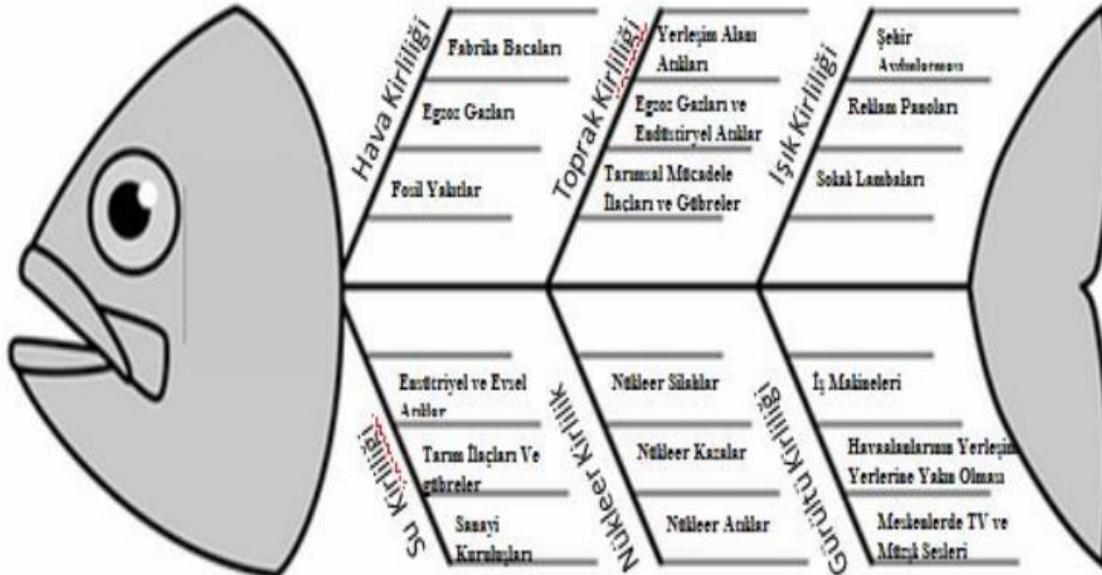 Hava Kirliliği
Fabrika Bacaları
Egzoz Gazları
Fosil Yakıtlar
Toprak Kirliliği
Yerleşim Alanı
Atıkları
Egzoz Gazları ve
Endüstiryel Atıklar
Tarımsal Mücadele
İlaçları ve Gübreler
Işık Kirliliği
Şehir
Reklam Panoları
Sokak Lambaları
Su Kirliliği
Ensütriyel ve Evsel
Atıklar
Tarım İlaçları Ve
gübreler
Sanayi
Kuruluşları
Nükleer Kirlilik
Nükleer Silahlar
Nükleer Kazalar
Nükleer Atıklar
Gürültü Kirliliği
İş Makineleri
Havaalanlarının Yerleşim
Yerlerine Yakın Olması
Meskenlerde TV ve
Müzik Sesleri